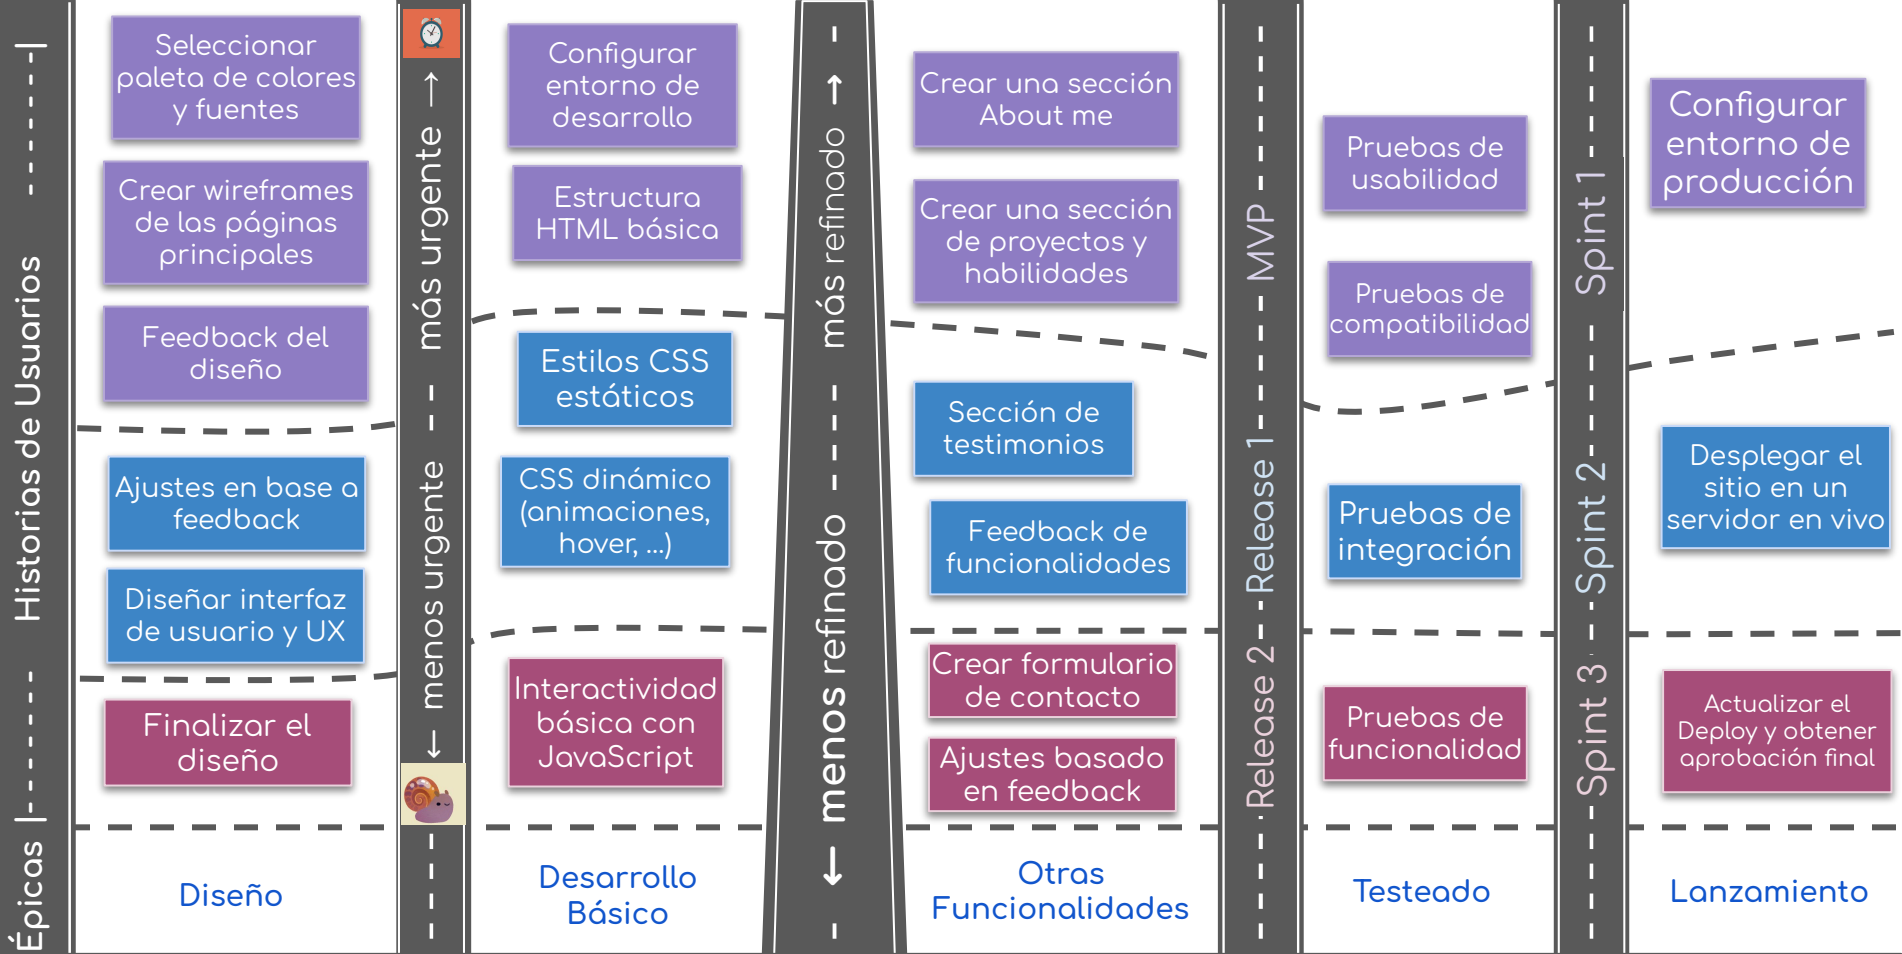 Épicas |------ Historias de Usuarios ------|
Seleccionar
paleta de colores
y fuentes
Crear wireframes
de las páginas
principales
Feedback del
diseño
Ajustes en base a
feedback
Diseñar interfaz
de usuario y UX
Finalizar el
diseño
Diseño
← menos urgente -- más urgente →
Configurar
entorno de
desarrollo
Estructura
HTML básica
Estilos CSS
estáticos
CSS dinámico
(animaciones,
hover, ...)
Interactividad
básica con
JavaScript
Desarrollo
Básico
← menos refinado --- más refinado →
Crear una sección
About me
Crear una sección
de proyectos y
habilidades
Sección de
testimonios
Feedback de
funcionalidades
Crear formulario
de contacto
Ajustes basado
en feedback
Otras
Funcionalidades
Release 2 -- Release 1 ---- MVP
Pruebas de
usabilidad
Pruebas de
compatibilidad
Pruebas de
integración
Pruebas de
funcionalidad
Testeado
Spint 3 -- Spint 2 ---- Spint 1
Configurar
entorno de
producción
Desplegar el
sitio en un
servidor en vivo
Actualizar el
Deploy y obtener
aprobación final
Lanzamiento